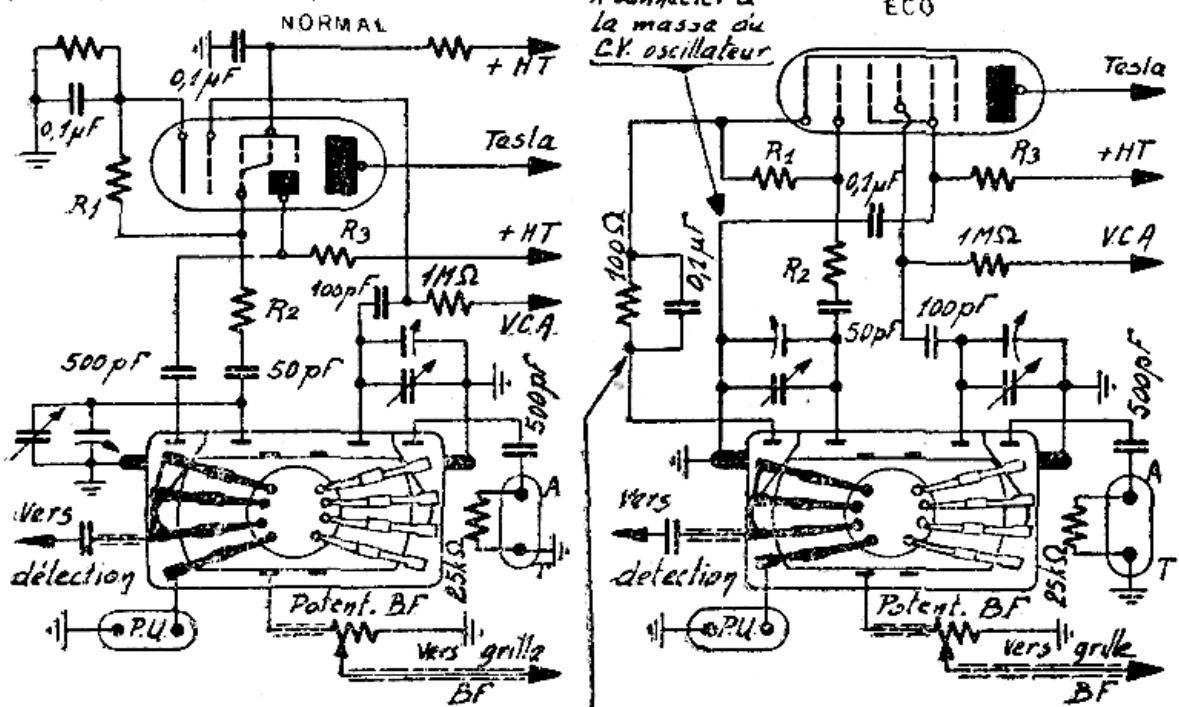 NORMAL
+ HT
0,1µF
0,1µF
Tesla
R1
+HT
R3
100pF
1MΩ
V.C.A.
R2
500pF
50pF
500pF
A
T
vers
détection
25kΩ
P.U.
Potent. BF
vers grille
BF
à
la masse du
C.V. oscillateur
ECO
Tesla
R1
R3
+HT
0,1µF
100Ω
0,1µF
R2
1MΩ
V.C.A
50pF
100pF
500pF
A
T
vers
détection
25kΩ
P.U.
Potent. BF
vers grille
BF